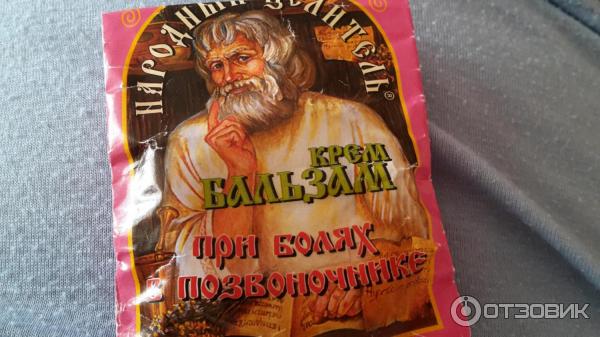 НАРОДНЫЙ ЦЕЛИТЕЛЬ®
КРЕМ
БАЛЬЗАМ
ПРИ БОЛЯХ
В ПОЗВОНОЧНИКЕ
ОТЗОВИК